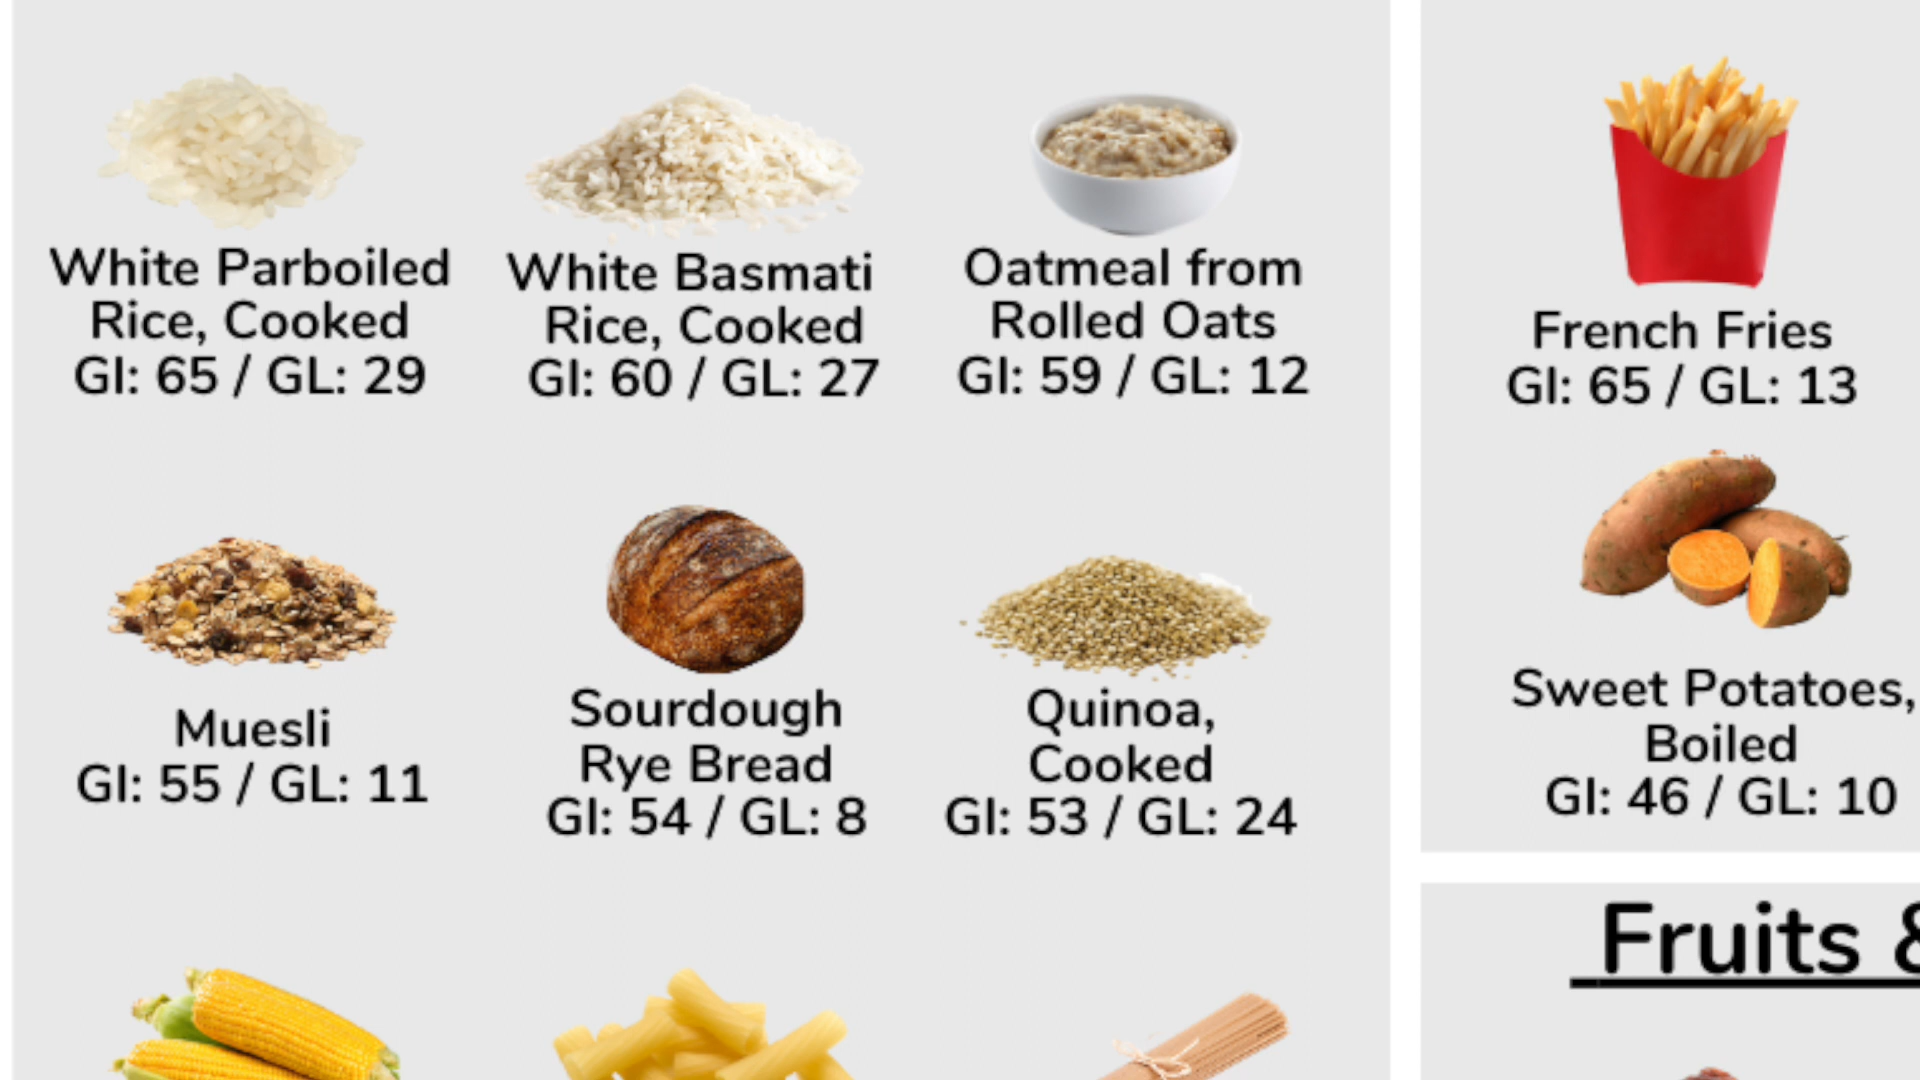 White Parboiled
Rice, Cooked
GI: 65 / GL: 29
White Basmati
Rice, Cooked
GI: 60 / GL: 27
Oatmeal from
Rolled Oats
GI: 59 / GL: 12
French Fries
GI: 65 / GL: 13
Muesli
GI: 55 / GL: 11
Sourdough
Rye Bread
GI: 54 / GL: 8
Quinoa,
Cooked
GI: 53 / GL: 24
Sweet Potatoes,
Boiled
GI: 46 / GL: 10
Fruits &